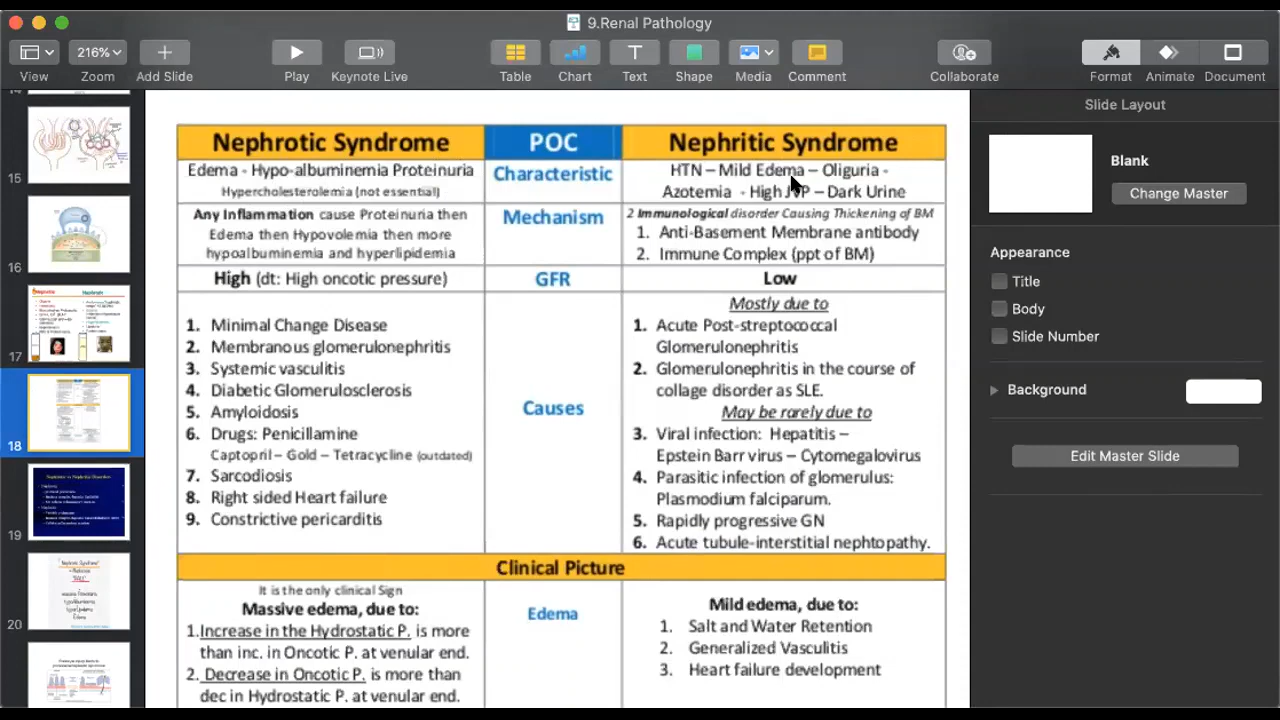 9.Renal Pathology
216%
View
Zoom
Add Slide
Play
Keynote Live
Table
Chart
Text
Shape
Media
Comment
Collaborate
Format
Animate
Document
15
16
17
18
19
20
Nephrotic Syndrome
POC
Nephritic Syndrome
Edema - Hypo-albuminemia Proteinuria
Hypercholesterolemia (not essential)
Characteristic
HTN – Mild Edema – Oliguria -
Azotemia - High JVP – Dark Urine
Any Inflammation cause Proteinuria then
Edema then Hypovolemia then more
hypoalbuminemia and hyperlipidemia
Mechanism
2 Immunological disorder Causing Thickening of BM
1. Anti-Basement Membrane antibody
2. Immune Complex (ppt of BM)
High (dt: High oncotic pressure)
GFR
Low
1. Minimal Change Disease
2. Membranous glomerulonephritis
3. Systemic vasculitis
4. Diabetic Glomerulosclerosis
5. Amyloidosis
6. Drugs: Penicillamine
Captopril – Gold – Tetracycline (outdated)
7. Sarcodiosis
8. Right sided Heart failure
9. Constrictive pericarditis
Causes
Mostly due to
1. Acute Post-streptococcal
Glomerulonephritis
2. Glomerulonephritis in the course of
collage disorder as SLE.
May be rarely due to
3. Viral infection: Hepatitis –
Epstein Barr virus – Cytomegalovirus
4. Parasitic infection of glomerulus:
Plasmodium falciparum.
5. Rapidly progressive GN
6. Acute tubule-interstitial nephtopathy.
Clinical Picture
It is the only clinical Sign
Massive edema, due to:
1.Increase in the Hydrostatic P. is more
than inc. in Oncotic P. at venular end.
2. Decrease in Oncotic P. is more than
dec in Hydrostatic P. at venular end.
Edema
Mild edema, due to:
1. Salt and Water Retention
2. Generalized Vasculitis
3. Heart failure development
Slide Layout
Blank
Change Master
Appearance
Title
Body
Slide Number
Background
Edit Master Slide